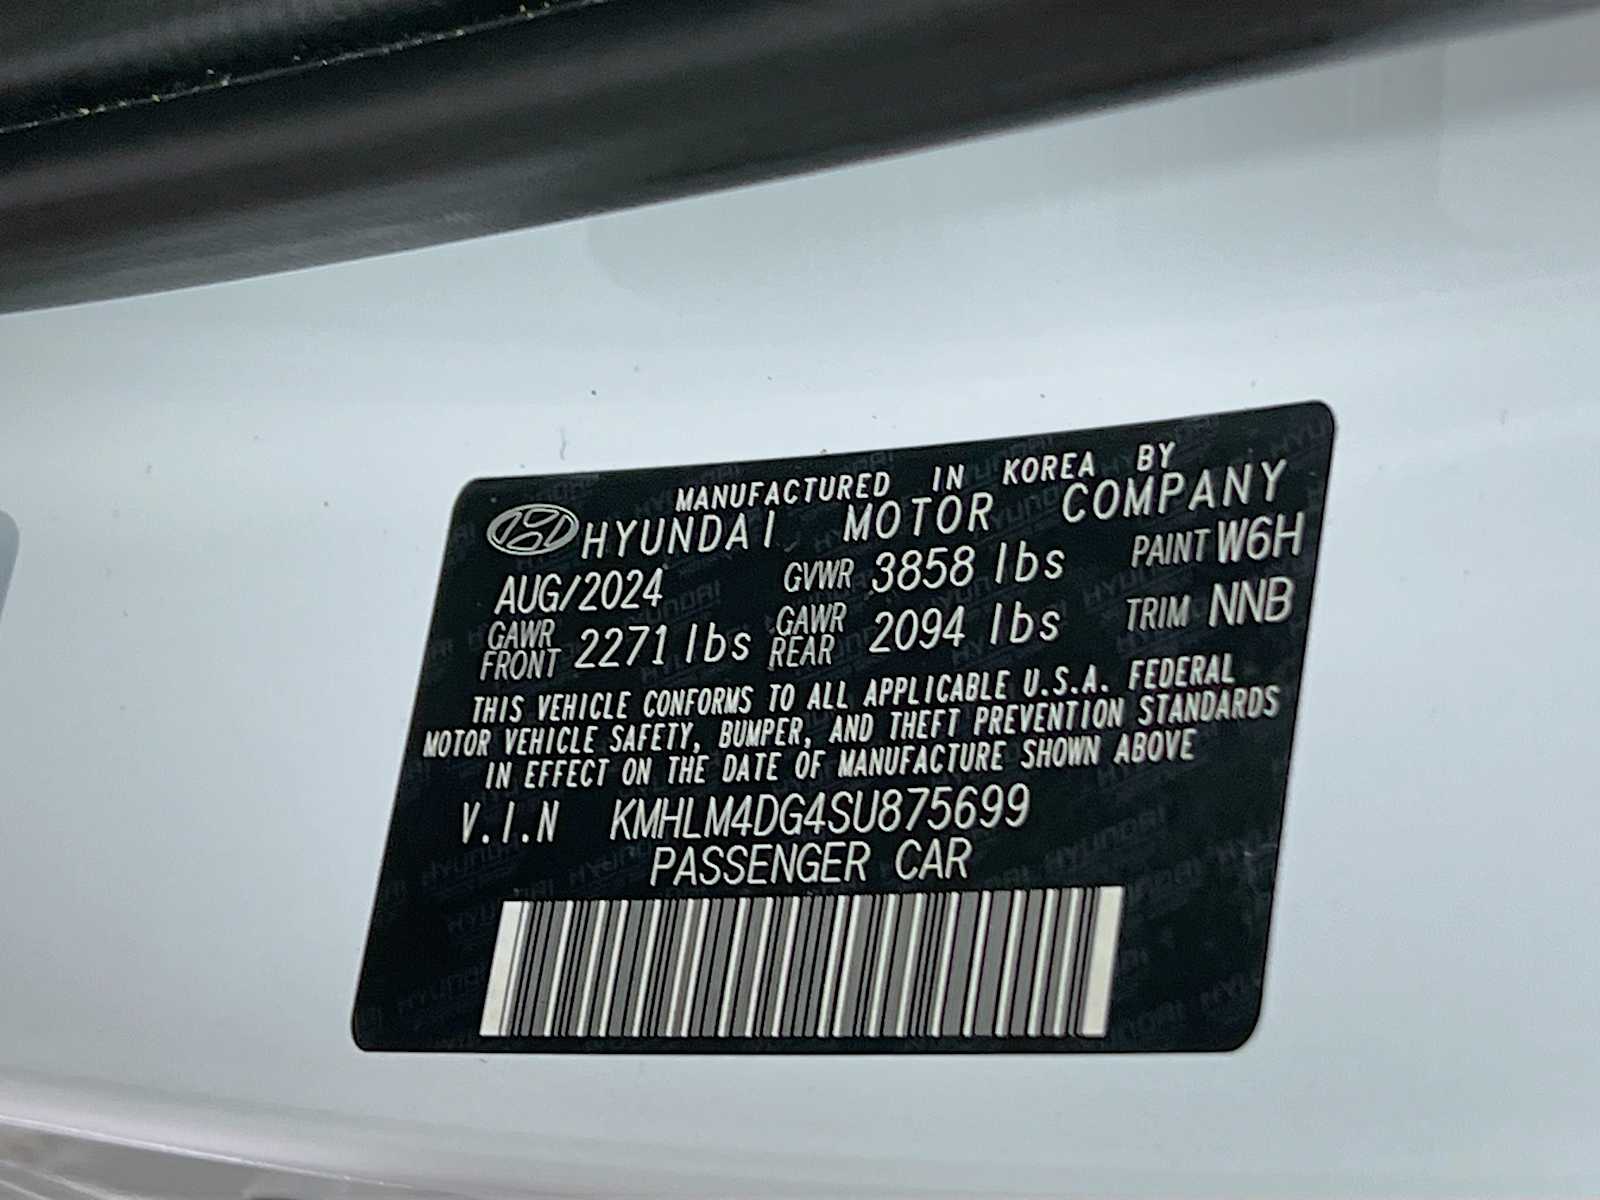 MANUFACTURED IN KOREA BY
HYUNDAI MOTOR COMPANY
AUG/2024 GVWR 3858 lbs PAINT W6H
GAWR FRONT 2271 lbs GAWR REAR 2094 lbs TRIM NNB
THIS VEHICLE CONFORMS TO ALL APPLICABLE U.S.A. FEDERAL
MOTOR VEHICLE SAFETY, BUMPER, AND THEFT PREVENTION STANDARDS
IN EFFECT ON THE DATE OF MANUFACTURE SHOWN ABOVE
V.I.N KMHLM4DG4SU875699
PASSENGER CAR